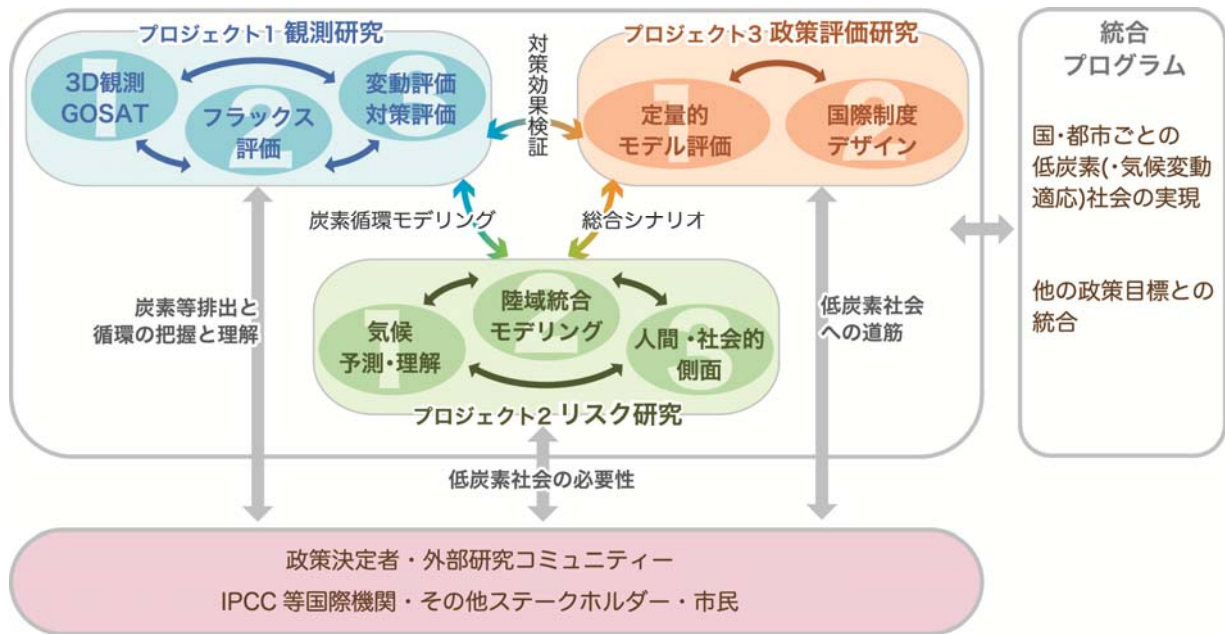 プロジェクト1 観測研究
1
3D観測
GOSAT
2
フラックス
評価
3
変動評価
対策評価
対策効果検証
プロジェクト3 政策評価研究
1
定量的
モデル評価
2
国際制度
デザイン
炭素循環モデリング
総合シナリオ
1
気候
予測・理解
2
陸域統合
モデリング
3
人間・社会的
側面
プロジェクト2 リスク研究
炭素等排出と
循環の把握と理解
低炭素社会の必要性
低炭素社会
への道筋
統合
プログラム
国・都市ごとの
低炭素(・気候変動
適応)社会の実現
他の政策目標との
統合
政策決定者・外部研究コミュニティー
IPCC 等国際機関・その他ステークホルダー・市民